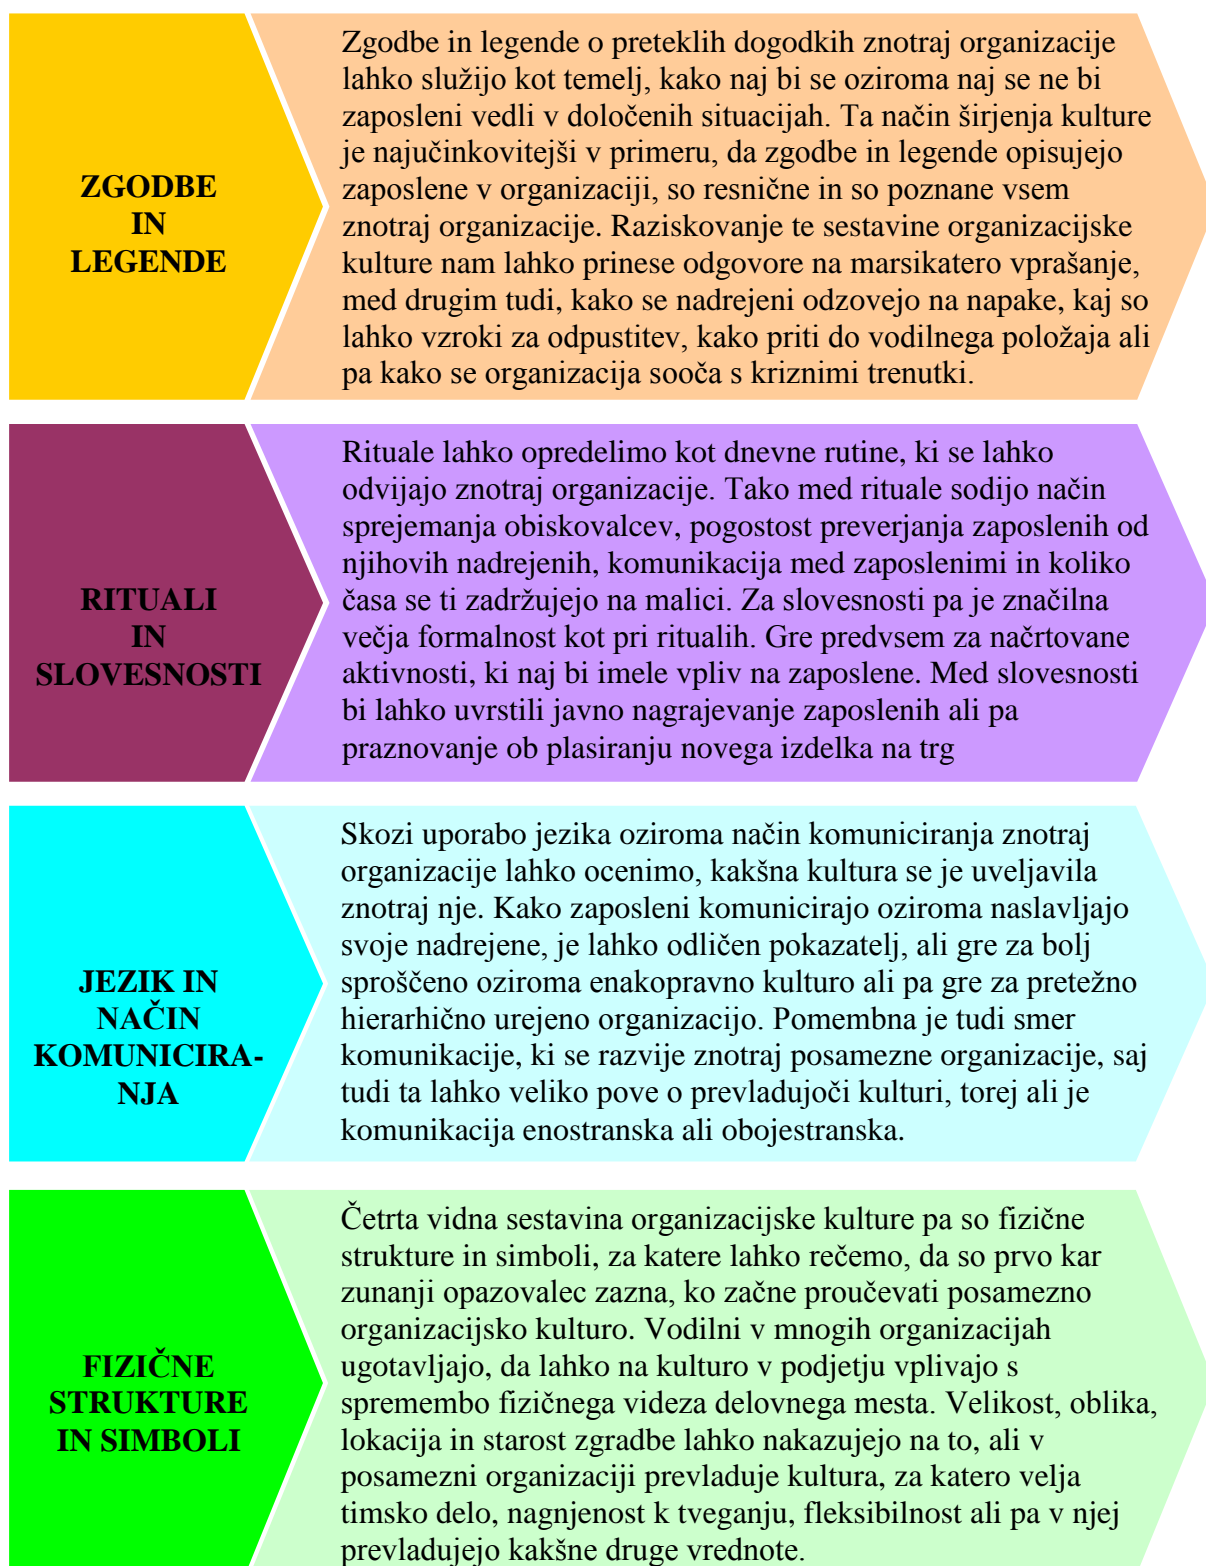 ZGODBE
IN
LEGENDE
Zgodbe in legende o preteklih dogodkih znotraj organizacije
lahko služijo kot temelj, kako naj bi se oziroma naj se ne bi
zaposleni vedli v določenih situacijah. Ta način širjenja kulture
je najučinkovitejši v primeru, da zgodbe in legende opisujejo
zaposlene v organizaciji, so resnične in so poznane vsem
znotraj organizacije. Raziskovanje te sestavine organizacijske
kulture nam lahko prinese odgovore na marsikatero vprašanje,
med drugim tudi, kako se nadrejeni odzovejo na napake, kaj so
lahko vzroki za odpustitev, kako priti do vodilnega položaja ali
pa kako se organizacija sooča s kriznimi trenutki.
RITUALI
IN
SLOVESNOSTI
Rituale lahko opredelimo kot dnevne rutine, ki se lahko
odvijajo znotraj organizacije. Tako med rituale sodijo način
sprejemanja obiskovalcev, pogostost preverjanja zaposlenih od
njihovih nadrejenih, komunikacija med zaposlenimi in koliko
časa se ti zadržujejo na malici. Za slovesnosti pa je značilna
večja formalnost kot pri ritualih. Gre predvsem za načrtovane
aktivnosti, ki naj bi imele vpliv na zaposlene. Med slovesnosti
bi lahko uvrstili javno nagrajevanje zaposlenih ali pa
praznovanje ob plasiranju novega izdelka na trg
JEZIK IN
NAČIN
KOMUNICIRA-
NJA
Skozi uporabo jezika oziroma način komuniciranja znotraj
organizacije lahko ocenimo, kakšna kultura se je uveljavila
znotraj nje. Kako zaposleni komunicirajo oziroma naslavljajo
svoje nadrejene, je lahko odličen pokazatelj, ali gre za bolj
sproščeno oziroma enakopravno kulturo ali pa gre za pretežno
hierarhično urejeno organizacijo. Pomembna je tudi smer
komunikacije, ki se razvije znotraj posamezne organizacije, saj
tudi ta lahko veliko pove o prevladujoči kulturi, torej ali je
komunikacija enostranska ali obojestranska.
FIZIČNE
STRUKTURE
IN SIMBOLI
Četrta vidna sestavina organizacijske kulture pa so fizične
strukture in simboli, za katere lahko rečemo, da so prvo kar
zunanji opazovalec zazna, ko začne proučevati posamezno
organizacijsko kulturo. Vodilni v mnogih organizacijah
ugotavljajo, da lahko na kulturo v podjetju vplivajo s
spremembo fizičnega videza delovnega mesta. Velikost, oblika,
lokacija in starost zgradbe lahko nakazujejo na to, ali v
posamezni organizaciji prevladuje kultura, za katero velja
timsko delo, nagnjenost k tveganju, fleksibilnost ali pa v njej
prevladujejo kakšne druge vrednote.